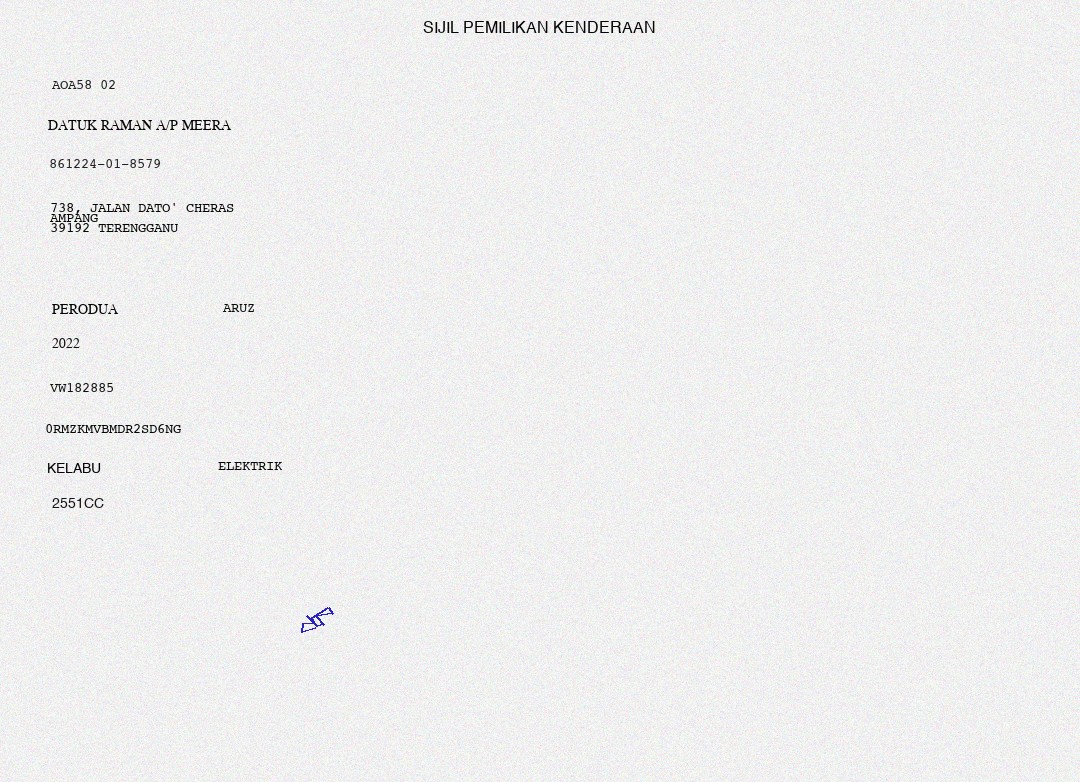 SIJIL PEMILIKAN KENDERAAN
AOA58 02
DATUK RAMAN A/P MEERA
861224-01-8579
738, JALAN DATO' CHERAS
AMPANG
39192 TERENGGANU
PERODUA ARUZ
2022
VW182885
0RMZKMVBMDR2SD6NG
KELABU ELEKTRIK
2551CC